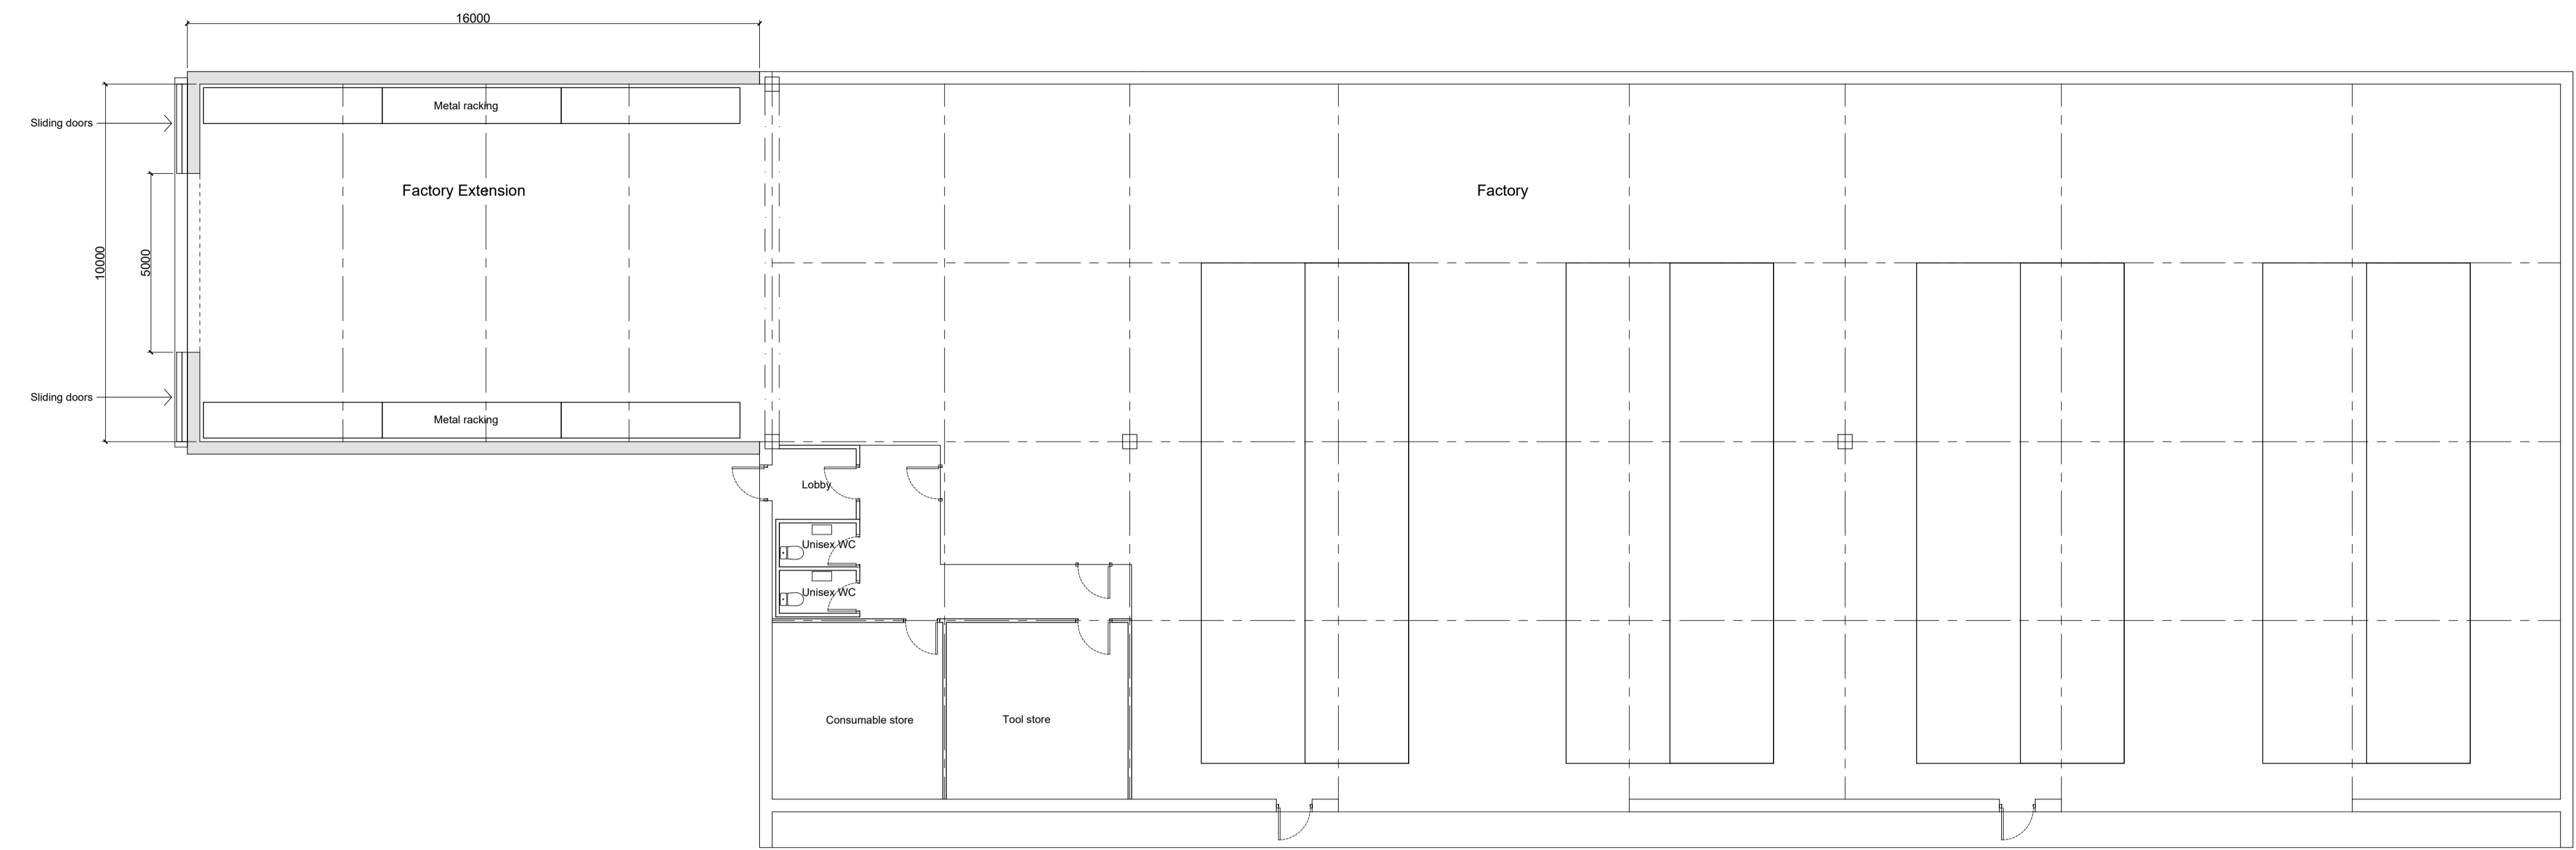 16000
Metal racking
Sliding doors
Factory Extension
Factory
10000
5000
Sliding doors
Metal racking
Lobby
Unisex WC
Unisex WC
Consumable store
Tool store